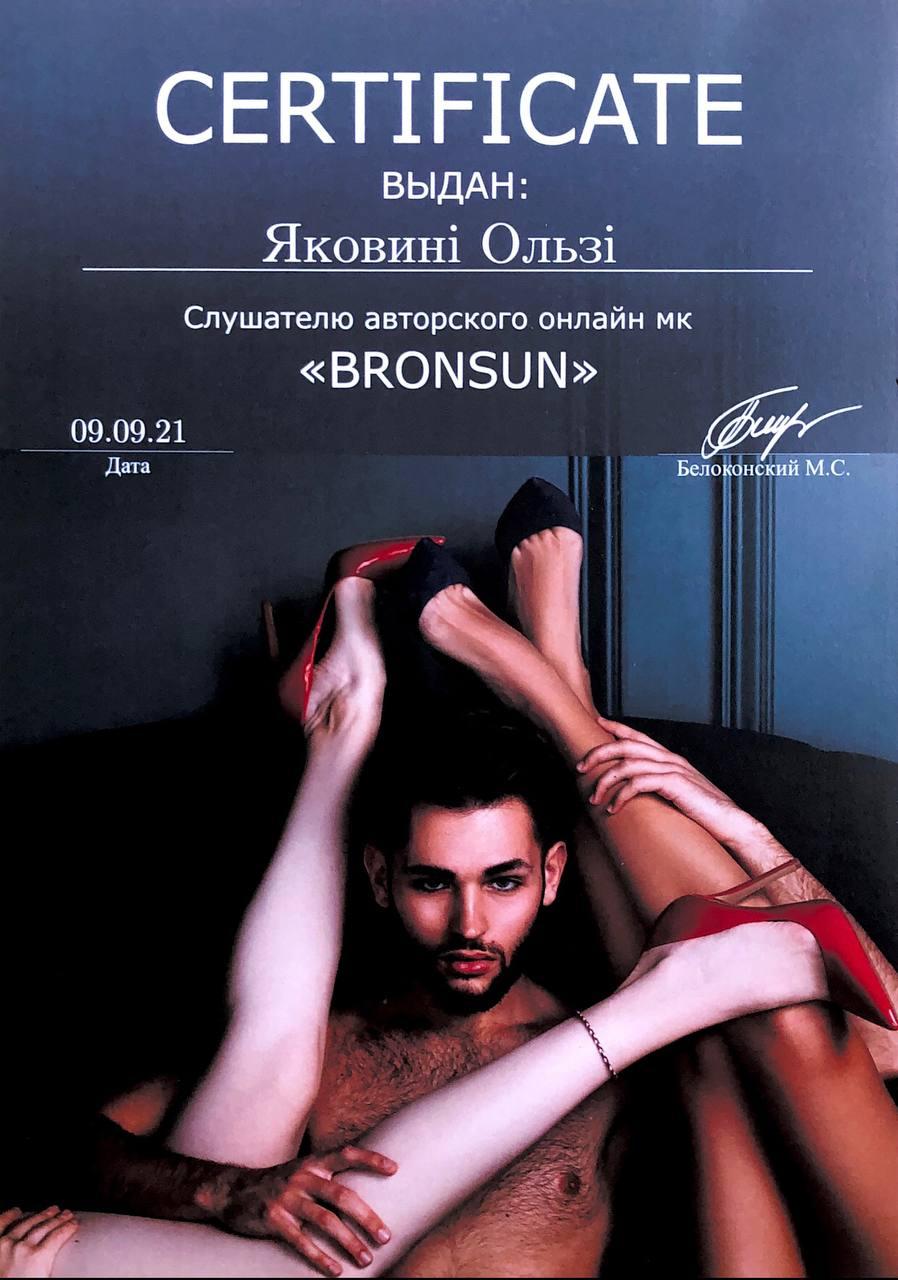 CERTIFICATE
ВЫДАН:
Яковині Ользі
Слушателю авторского онлайн мк
«BRONSUN»
09.09.21
Дата
Белоконский М.С.